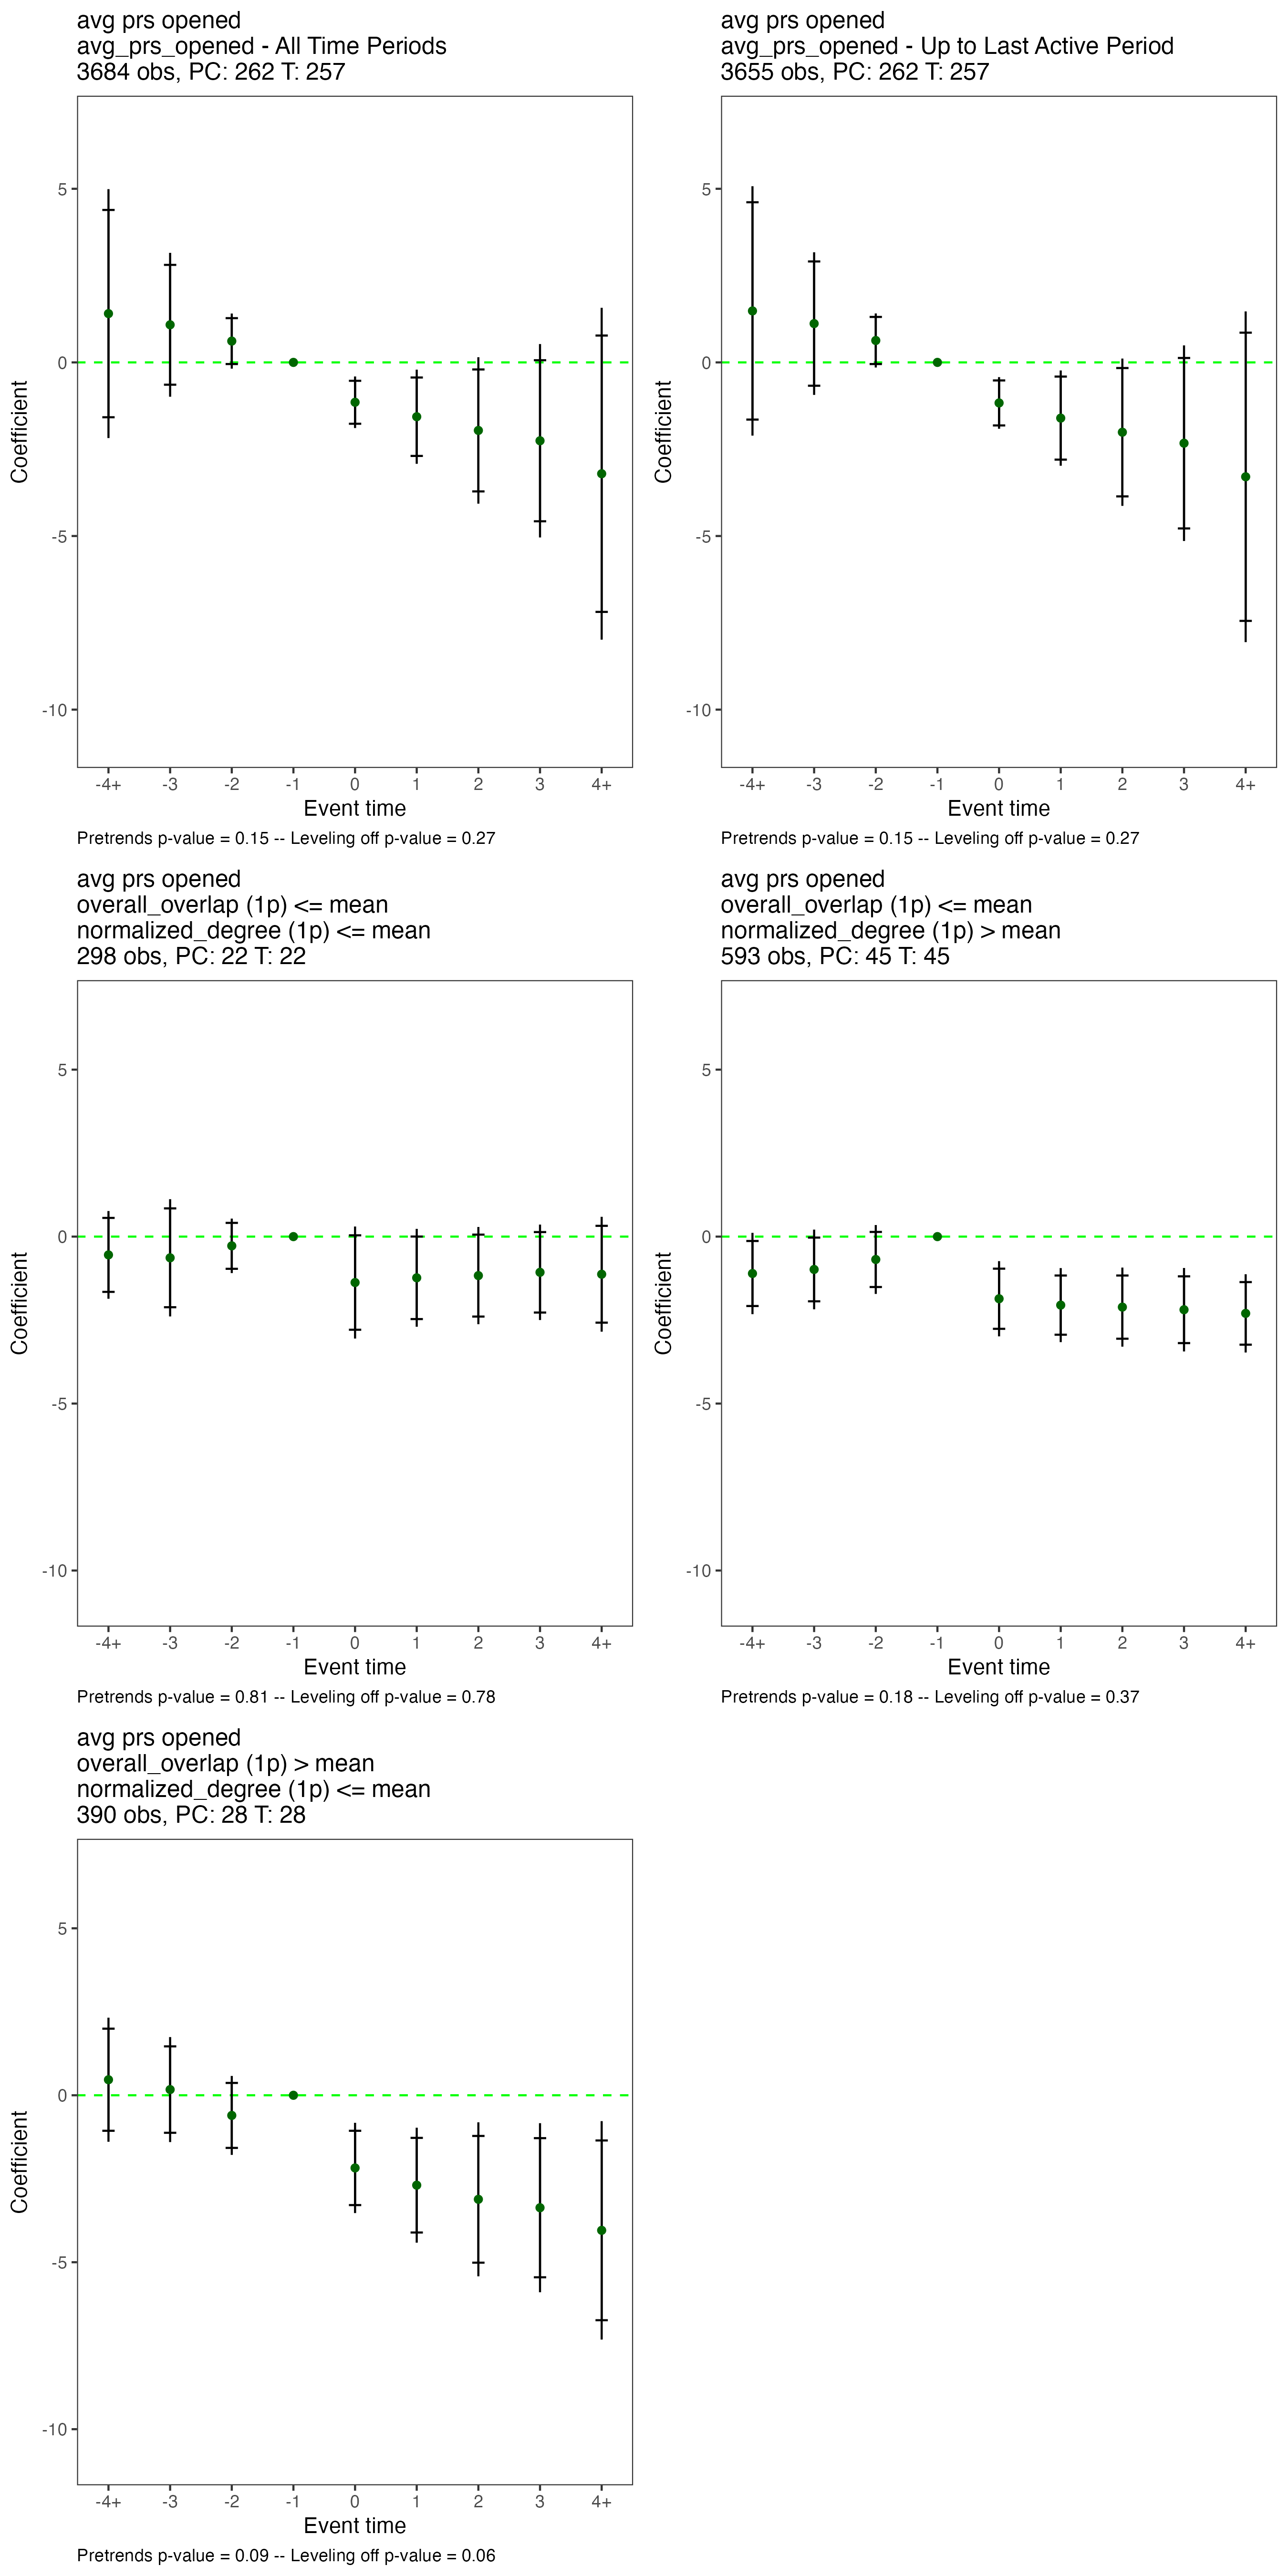 avg prs opened
avg_prs_opened - All Time Periods
3684 obs, PC: 262 T: 257
5
0
-5
-10
Coefficient
-4+ -3 -2 -1 0 1 2 3 4+
Event time
Pretrends p-value = 0.15 -- Leveling off p-value = 0.27
avg prs opened
avg_prs_opened - Up to Last Active Period
3655 obs, PC: 262 T: 257
5
0
-5
-10
Coefficient
-4+ -3 -2 -1 0 1 2 3 4+
Event time
Pretrends p-value = 0.15 -- Leveling off p-value = 0.27
avg prs opened
overall_overlap (1p) <= mean
normalized_degree (1p) <= mean
298 obs, PC: 22 T: 22
5
0
-5
-10
Coefficient
-4+ -3 -2 -1 0 1 2 3 4+
Event time
Pretrends p-value = 0.81 -- Leveling off p-value = 0.78
avg prs opened
overall_overlap (1p) <= mean
normalized_degree (1p) > mean
593 obs, PC: 45 T: 45
5
0
-5
-10
Coefficient
-4+ -3 -2 -1 0 1 2 3 4+
Event time
Pretrends p-value = 0.18 -- Leveling off p-value = 0.37
avg prs opened
overall_overlap (1p) > mean
normalized_degree (1p) <= mean
390 obs, PC: 28 T: 28
5
0
-5
-10
Coefficient
-4+ -3 -2 -1 0 1 2 3 4+
Event time
Pretrends p-value = 0.09 -- Leveling off p-value = 0.06